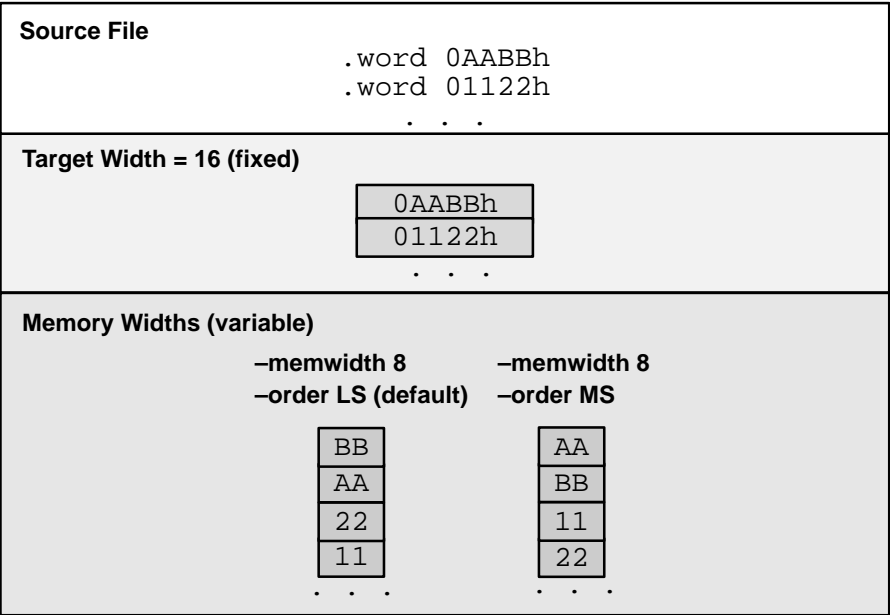 Source File
.word 0AABBh
.word 01122h
. . .
Target Width = 16 (fixed)
0AABBh
01122h
. . .
Memory Widths (variable)
–memwidth 8 –memwidth 8
–order LS (default) –order MS
BB AA
AA BB
22 11
11 22
. . . . . .